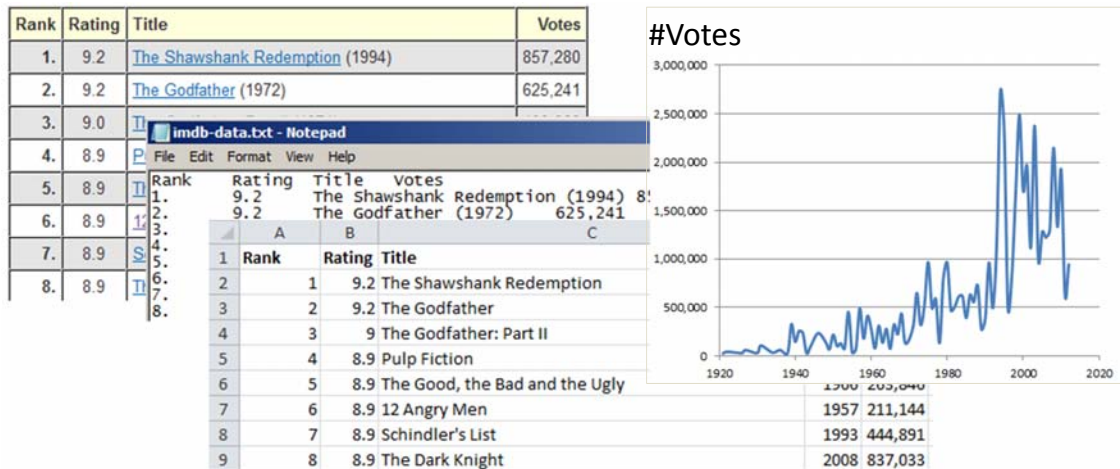 Rank Rating Title Votes
1. 9.2 The Shawshank Redemption (1994) 857,280
2. 9.2 The Godfather (1972) 625,241
3. 9.0
4. 8.9
5. 8.9
6. 8.9
7. 8.9
8. 8.9
imdb-data.txt - Notepad
File Edit Format View Help
Rank Rating Title Votes
1. 9.2 The Shawshank Redemption (1994)
2. 9.2 The Godfather (1972) 625,241
3.
4.
5.
6.
7.
8.
A B C
1 Rank Rating Title
2 1 9.2 The Shawshank Redemption
3 2 9.2 The Godfather
4 3 9 The Godfather: Part II
5 4 8.9 Pulp Fiction
6 5 8.9 The Good, the Bad and the Ugly
7 6 8.9 12 Angry Men 1957 211,144
8 7 8.9 Schindler's List 1993 444,891
9 8 8.9 The Dark Knight 2008 837,033
#Votes
3,000,000
2,500,000
2,000,000
1,500,000
1,000,000
500,000
0
1920 1940 1960 1980 2000 2020